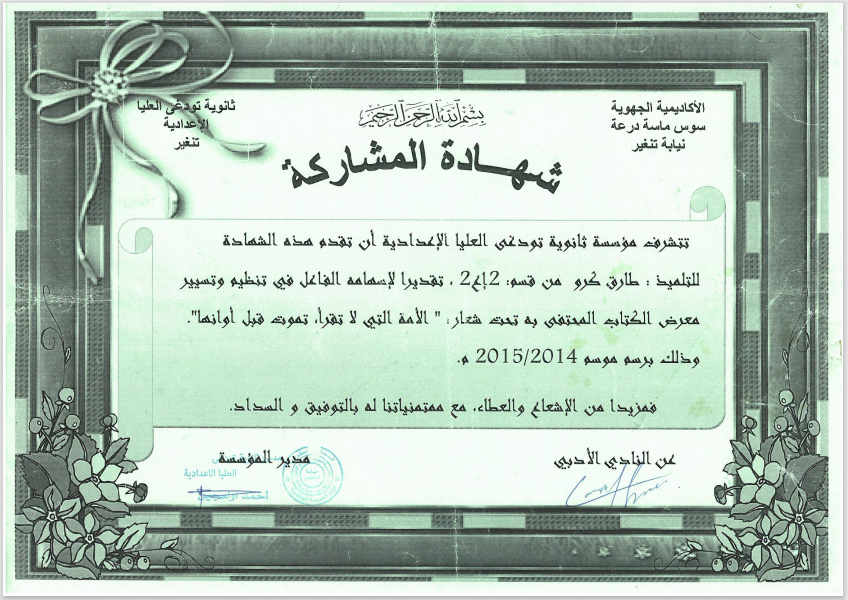 الأكاديمية الجهوية
سوس ماسة درعة
نيابة تنغير
بسم الله الرحمن الرحيم
ثانوية تودغى العليا
الإعدادية
تنغير
شهادة المشاركة
تتشرف مؤسسة ثانوية تودغى العليا الإعدادية أن تقدم هذه الشهادة
للتلميذ : طارق كرو من قسم: 2إع2 ، تقديرا لإسهامه الفاعل في تنظيم وتسيير
معرض الكتاب المحتفى به تحت شعار: " الأمة التي لا تقرأ، تموت قبل أوانها".
وذلك برسم موسم 2015/2014 م.
فمزيدا من الإشعاع والعطاء، مع متمنياتنا له بالتوفيق و السداد.
عن النادي الأدبي
مدير المؤسسة
العليا الاعدادية